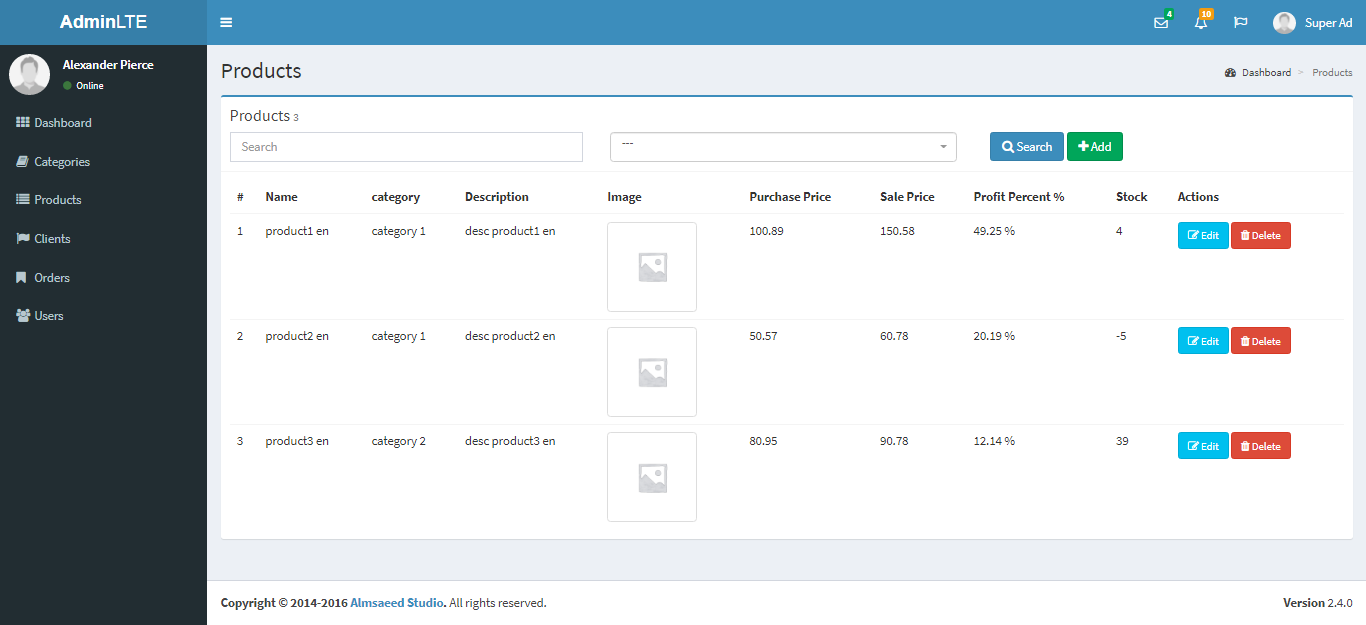 AdminLTE
4
10
Super Ad
Alexander Pierce
Online
Dashboard
Categories
Products
Clients
Orders
Users
Products
Dashboard > Products
Products 3
Search
---
Search
Add
# Name category Description Image Purchase Price Sale Price Profit Percent % Stock Actions
1 product1 en category 1 desc product1 en 100.89 150.58 49.25 % 4 Edit Delete
2 product2 en category 1 desc product2 en 50.57 60.78 20.19 % -5 Edit Delete
3 product3 en category 2 desc product3 en 80.95 90.78 12.14 % 39 Edit Delete
Copyright © 2014-2016 Almsaeed Studio. All rights reserved.
Version 2.4.0